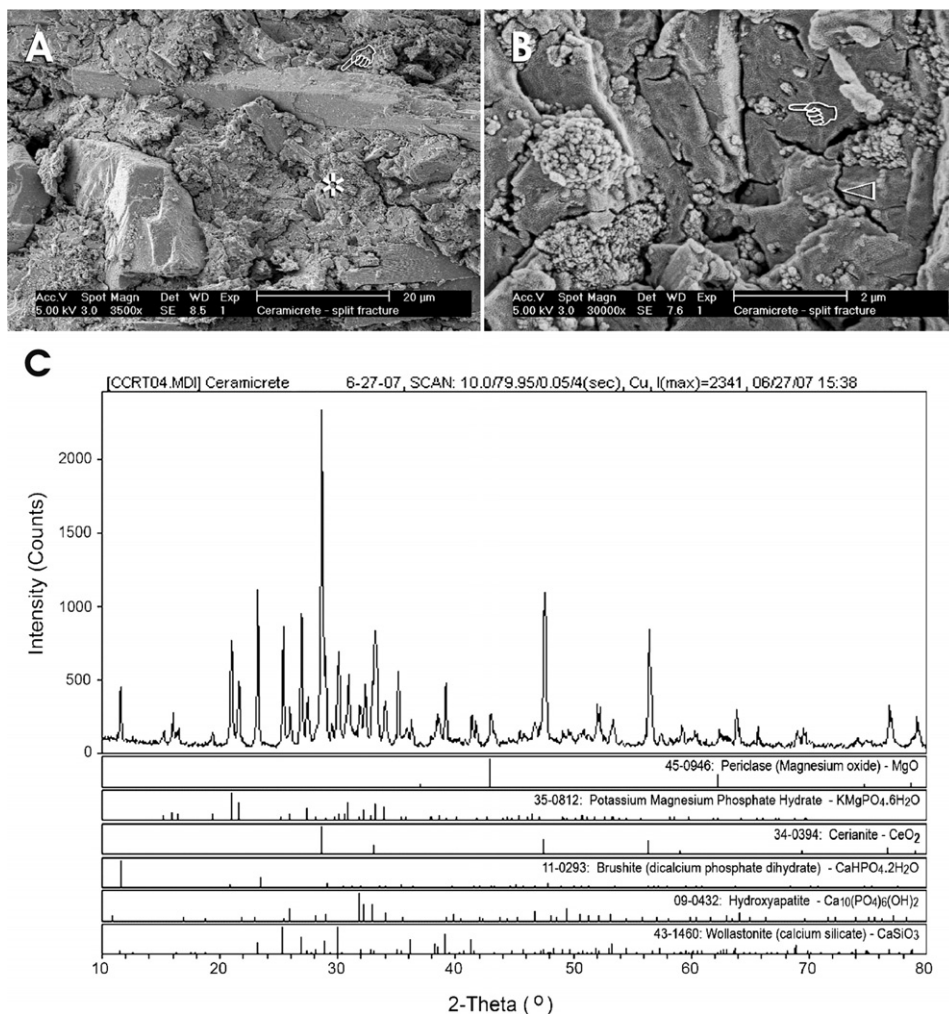 A
B
Acc.V Spot Magn Det WD Exp 20 µm
5.00 kV 3.0 3500x SE 8.5 1 Ceramicrete - split fracture
Acc.V Spot Magn Det WD Exp 2 µm
5.00 kV 3.0 30000x SE 7.6 1 Ceramicrete - split fracture
C
[CCRT04.MDI] Ceramicrete 6-27-07, SCAN: 10.0/79.95/0.05/4(sec), Cu, I(max)=2341, 06/27/07 15:38
Intensity (Counts)
2000
1500
1000
500
0
45-0946: Periclase (Magnesium oxide) - MgO
35-0812: Potassium Magnesium Phosphate Hydrate - KMgPO4.6H2O
34-0394: Cerianite - CeO2
11-0293: Brushite (dicalcium phosphate dihydrate) - CaHPO4.2H2O
09-0432: Hydroxyapatite - Ca10(PO4)6(OH)2
43-1460: Wollastonite (calcium silicate) - CaSiO3
10 20 30 40 50 60 70 80
2-Theta (°)